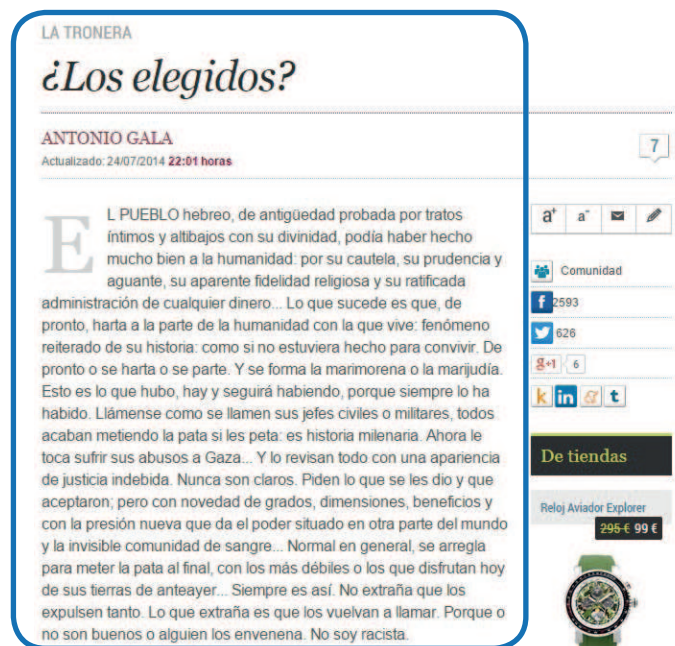 LA TRONERA
¿Los elegidos?
ANTONIO GALA
Actualizado: 24/07/2014 22:01 horas
7
EL PUEBLO hebreo, de antigüedad probada por tratos
íntimos y altibajos con su divinidad, podía haber hecho
mucho bien a la humanidad: por su cautela, su prudencia y
aguante, su aparente fidelidad religiosa y su ratificada
administración de cualquier dinero... Lo que sucede es que, de
pronto, harta a la parte de la humanidad con la que vive: fenómeno
reiterado de su historia: como si no estuviera hecho para convivir. De
pronto o se harta o se parte. Y se forma la marimorena o la marijudía.
Esto es lo que hubo, hay y seguirá habiendo, porque siempre lo ha
habido. Llámense como se llamen sus jefes civiles o militares, todos
acaban metiendo la pata si les peta: es historia milenaria. Ahora le
toca sufrir sus abusos a Gaza... Y lo revisan todo con una apariencia
de justicia indebida. Nunca son claros. Piden lo que se les dio y que
aceptaron; pero con novedad de grados, dimensiones, beneficios y
con la presión nueva que da el poder situado en otra parte del mundo
y la invisible comunidad de sangre... Normal en general, se arregla
para meter la pata al final, con los más débiles o los que disfrutan hoy
de sus tierras de anteayer... Siempre es así. No extraña que los
expulsen tanto. Lo que extraña es que los vuelvan a llamar. Porque o
no son buenos o alguien los envenena. No soy racista.
a+ a-
Comunidad
f 2593
626
g+1 6
k in t
De tiendas
Reloj Aviador Explorer
295 € 99 €